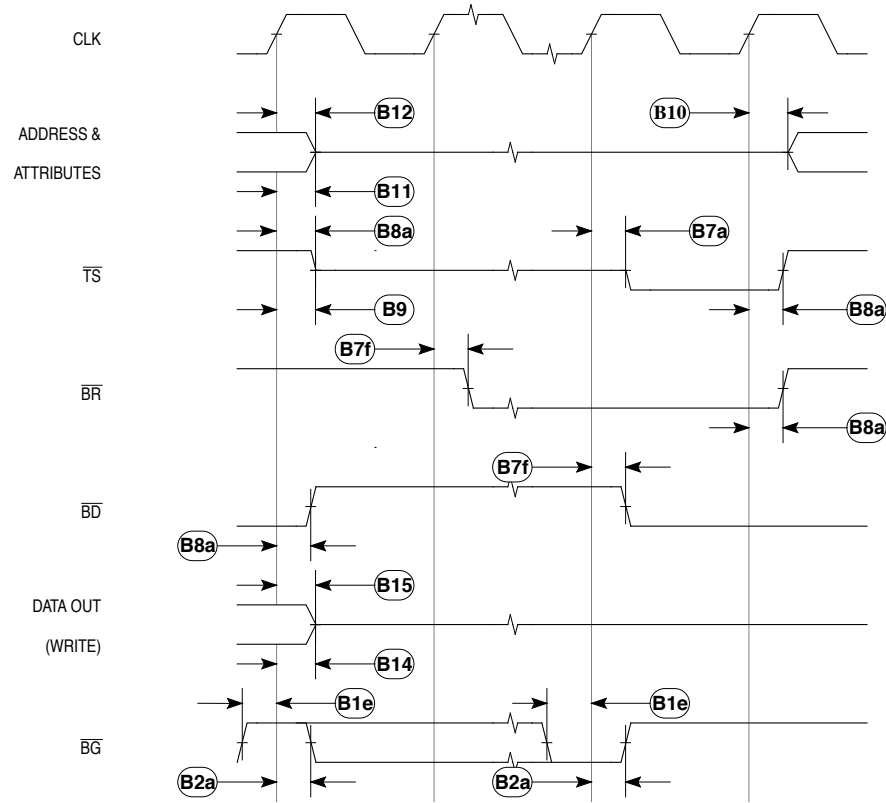 CLK
B12
B10
ADDRESS &
ATTRIBUTES
B11
B8a
B7a
TS
B9
B8a
B7f
BR
B8a
B7f
BD
B8a
B15
DATA OUT
(WRITE)
B14
B1e
B1e
BG
B2a
B2a